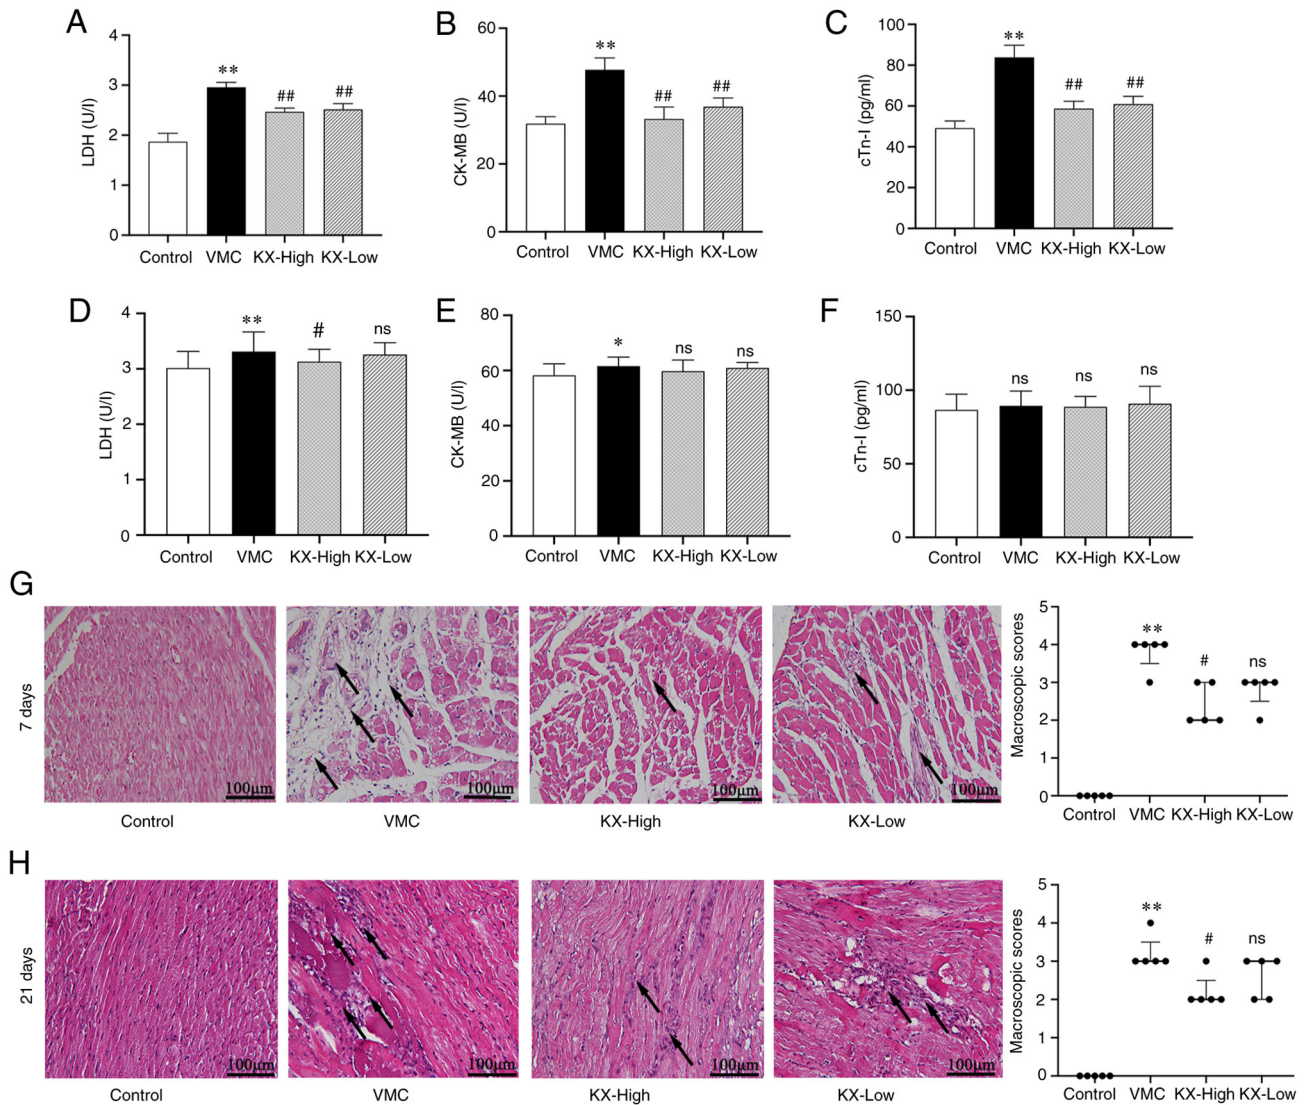 A
LDH (U/l)
4
3
2
1
0
**
##
##
Control
VMC
KX-High
KX-Low
B
CK-MB (U/l)
60
40
20
0
**
##
##
Control
VMC
KX-High
KX-Low
C
cTn-I (pg/ml)
100
80
60
40
20
0
**
##
##
Control
VMC
KX-High
KX-Low
D
LDH (U/l)
4
3
2
1
0
**
#
ns
Control
VMC
KX-High
KX-Low
E
CK-MB (U/l)
80
60
40
20
0
*
ns
ns
Control
VMC
KX-High
KX-Low
F
cTn-I (pg/ml)
150
100
50
0
ns
ns
ns
Control
VMC
KX-High
KX-Low
G
7 days
100μm
100μm
100μm
100μm
Control
VMC
KX-High
KX-Low
Macroscopic scores
5
4
3
2
1
0
**
#
ns
Control
VMC
KX-High
KX-Low
H
21 days
100μm
100μm
100μm
100μm
Control
VMC
KX-High
KX-Low
Macroscopic scores
5
4
3
2
1
0
**
#
ns
Control
VMC
KX-High
KX-Low